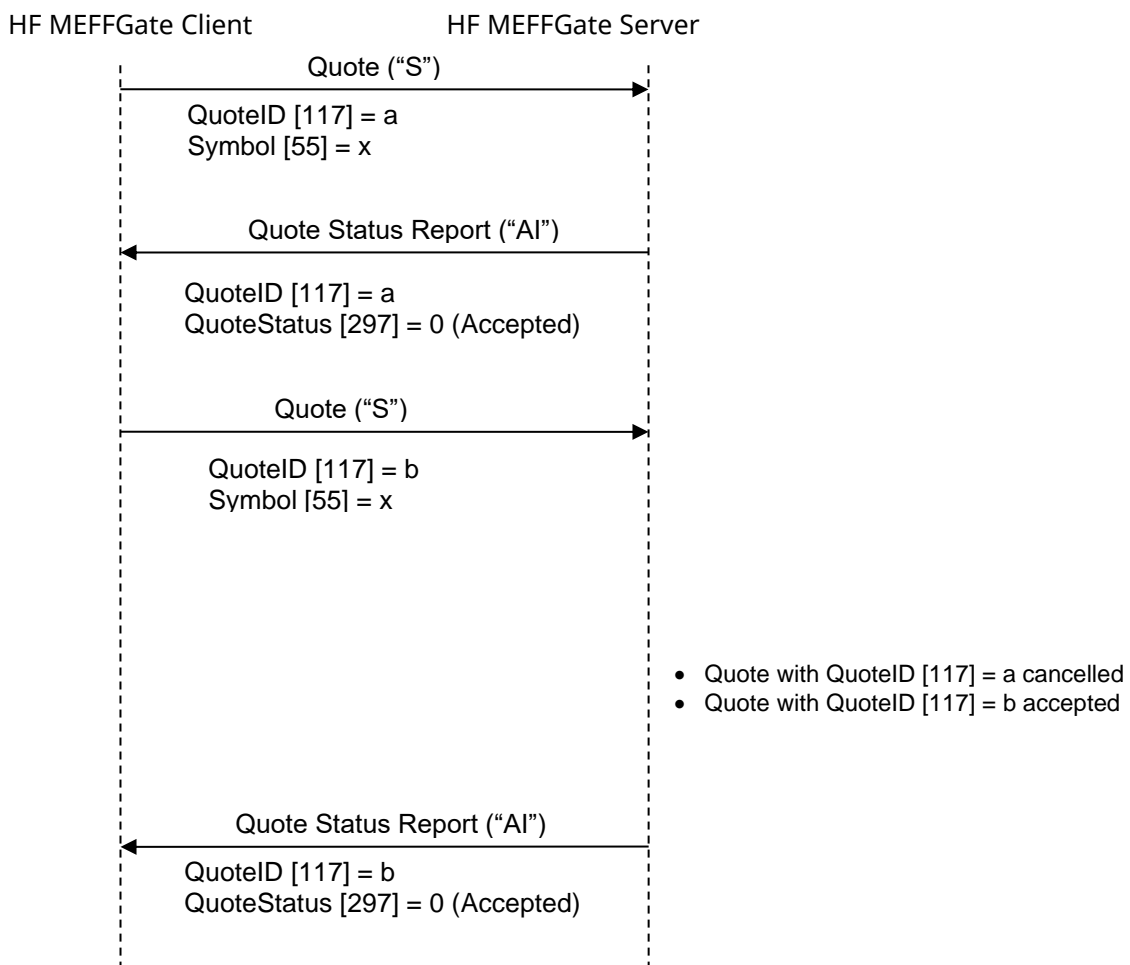 HF MEFFGate Client
HF MEFFGate Server
Quote (“S”)
QuoteID [117] = a
Symbol [55] = x
Quote Status Report (“AI”)
QuoteID [117] = a
QuoteStatus [297] = 0 (Accepted)
Quote (“S”)
QuoteID [117] = b
Symbol [55] = x
• Quote with QuoteID [117] = a cancelled
• Quote with QuoteID [117] = b accepted
Quote Status Report (“AI”)
QuoteID [117] = b
QuoteStatus [297] = 0 (Accepted)